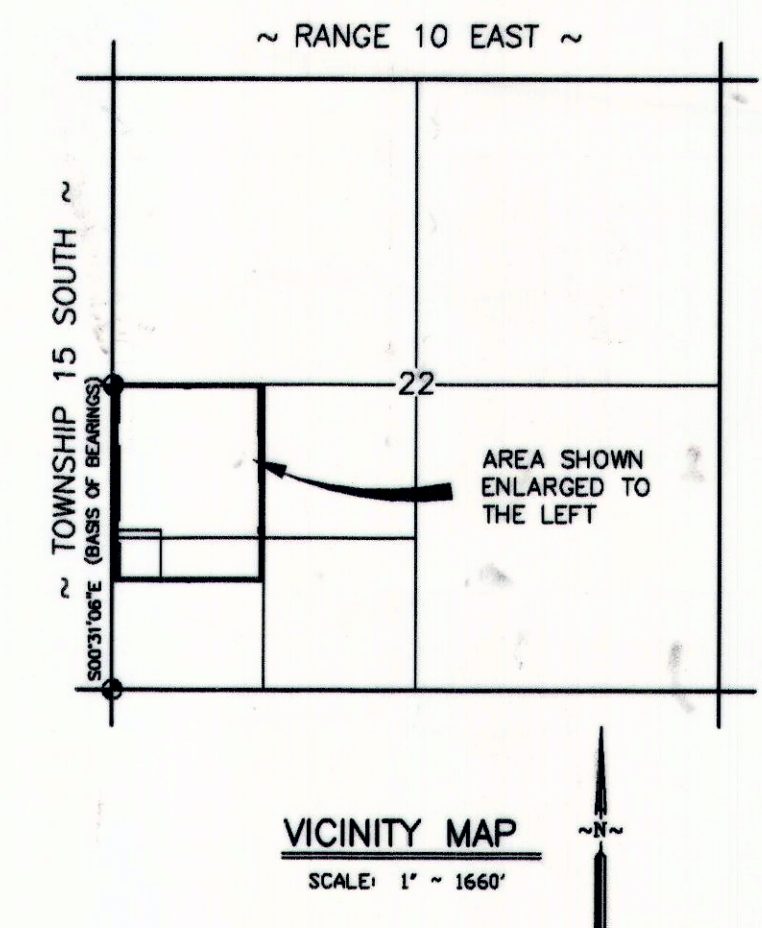 ~ RANGE 10 EAST ~
~ TOWNSHIP 15 SOUTH ~
S00°31'06"E (BASIS OF BEARINGS)
22
AREA SHOWN
ENLARGED TO
THE LEFT
VICINITY MAP
SCALE: 1" ~ 1660'
~N~